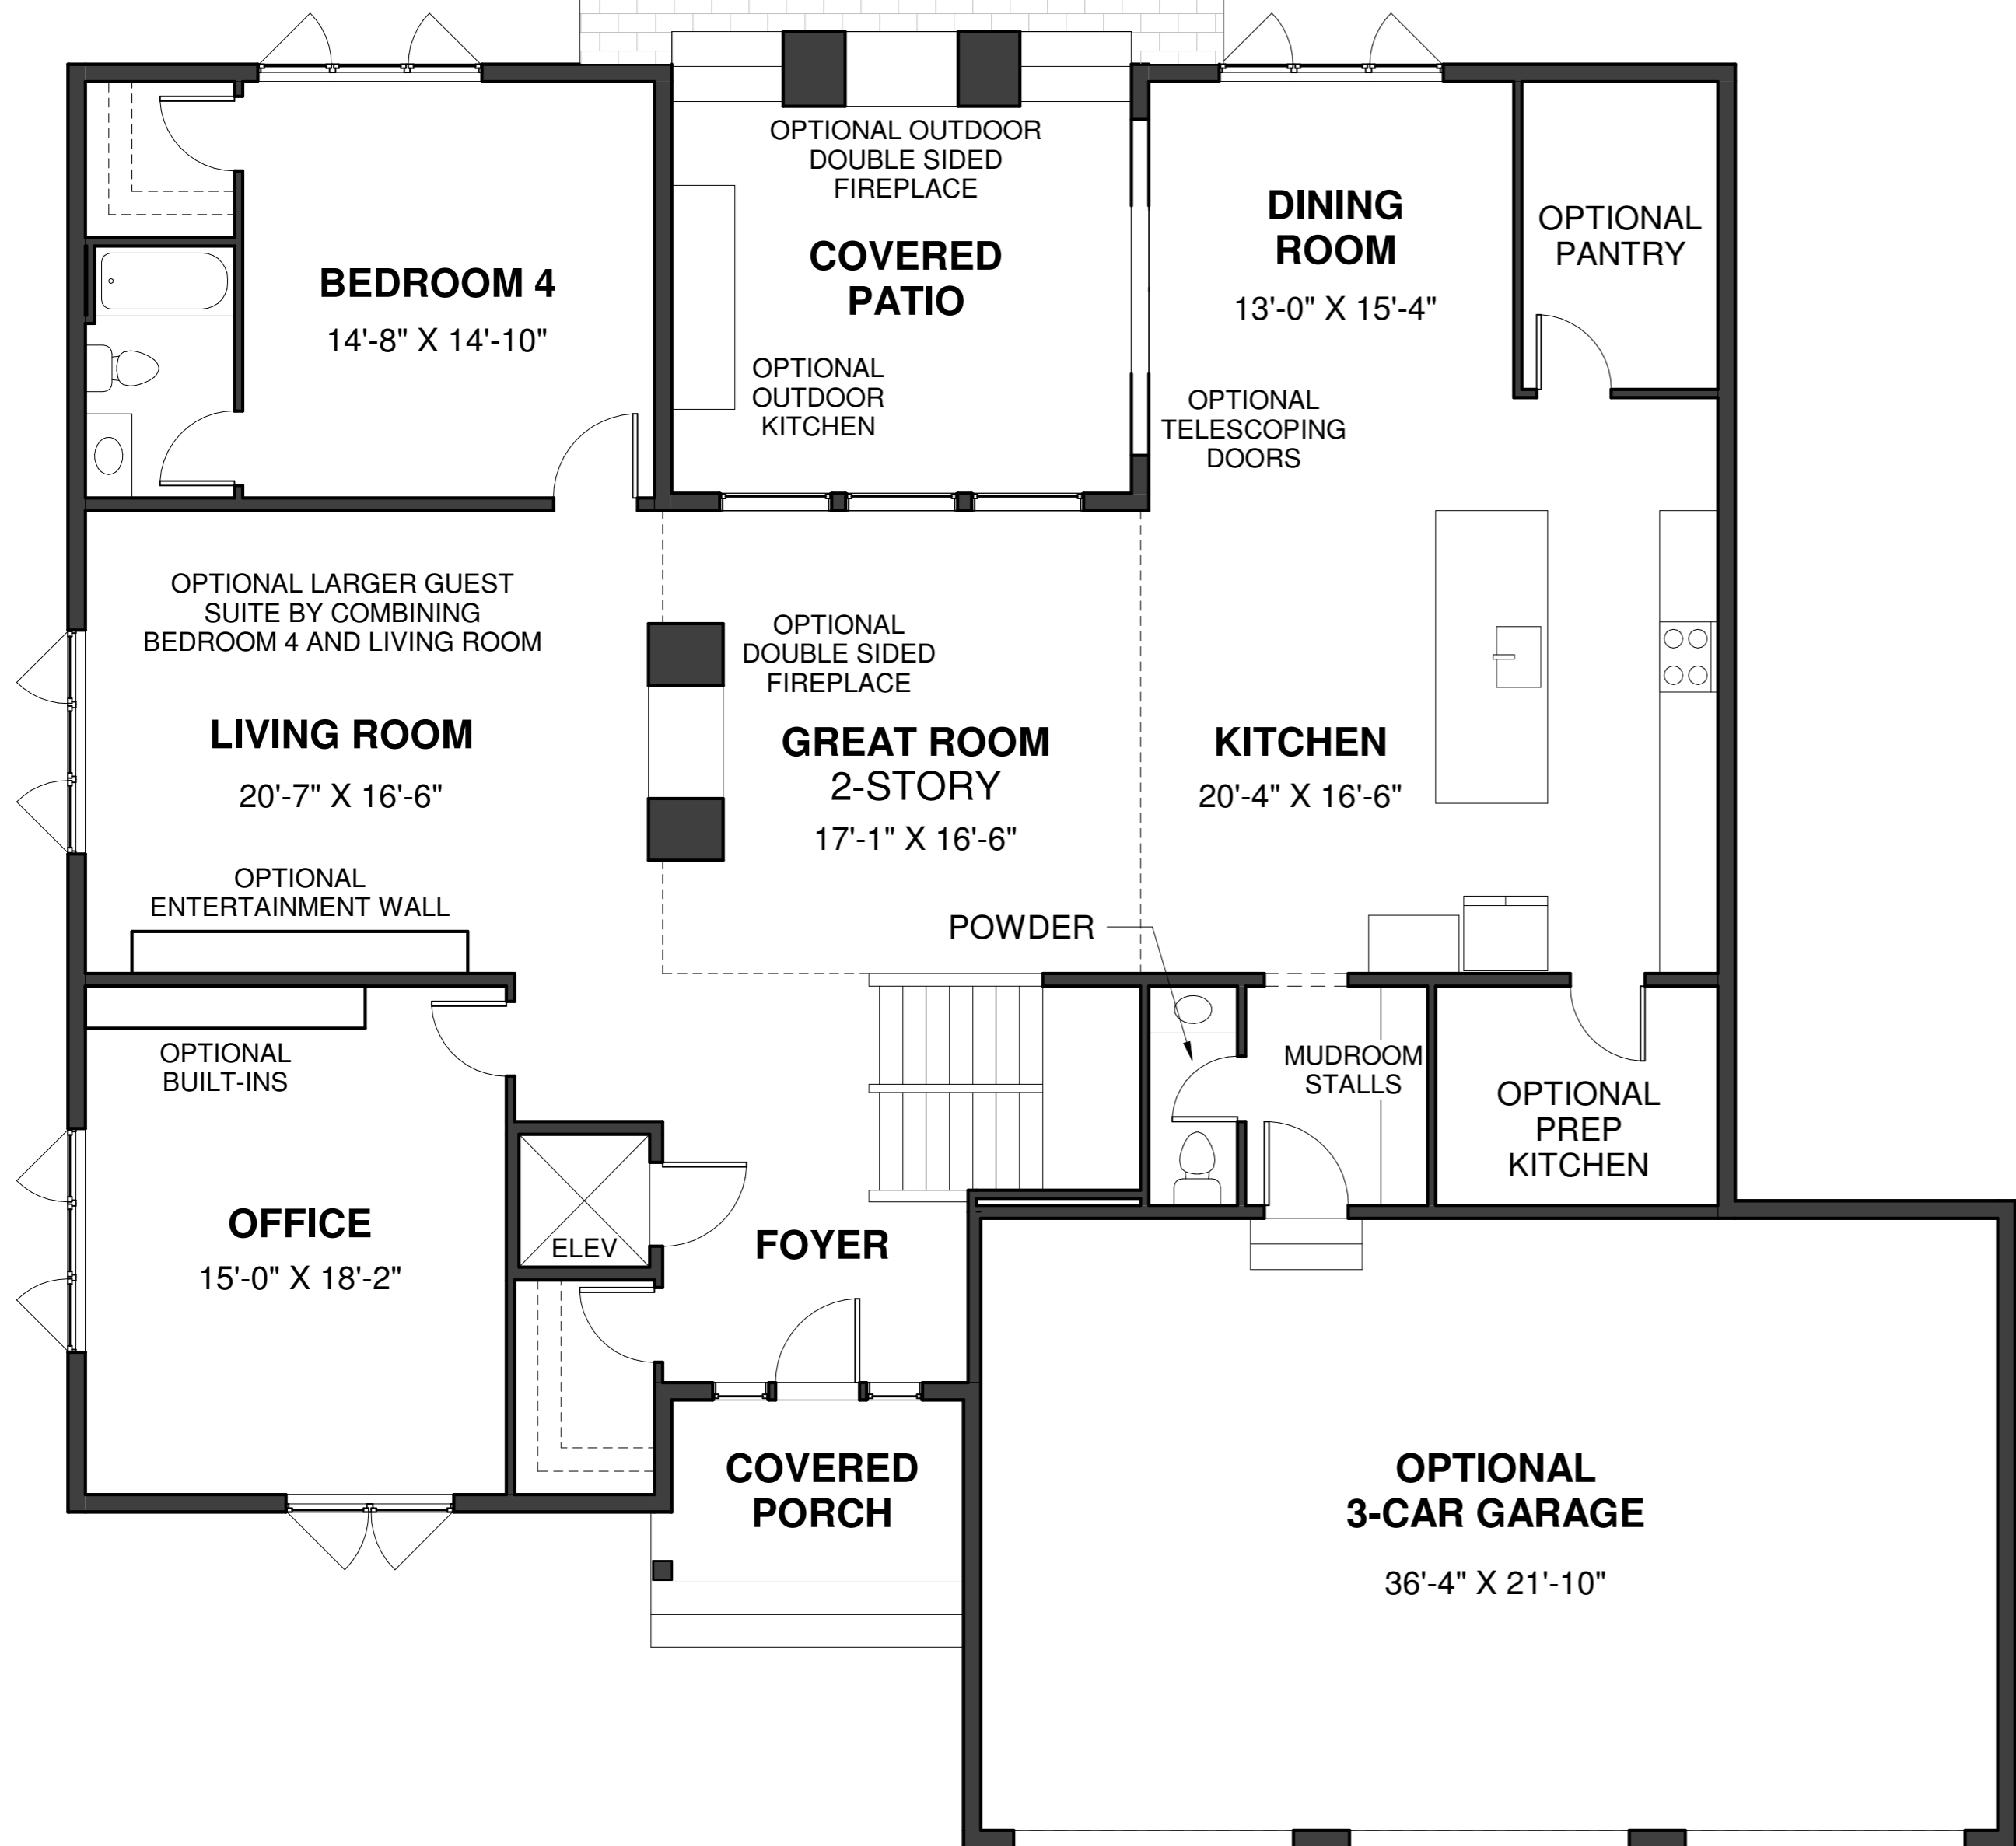 OPTIONAL OUTDOOR
DOUBLE SIDED
FIREPLACE
COVERED
PATIO
OPTIONAL
OUTDOOR
KITCHEN
BEDROOM 4
14'-8" X 14'-10"
DINING
ROOM
13'-0" X 15'-4"
OPTIONAL
PANTRY
OPTIONAL
TELESCOPING
DOORS
OPTIONAL LARGER GUEST
SUITE BY COMBINING
BEDROOM 4 AND LIVING ROOM
LIVING ROOM
20'-7" X 16'-6"
OPTIONAL
ENTERTAINMENT WALL
OPTIONAL
DOUBLE SIDED
FIREPLACE
GREAT ROOM
2-STORY
17'-1" X 16'-6"
KITCHEN
20'-4" X 16'-6"
POWDER
OPTIONAL
BUILT-INS
MUDROOM
STALLS
OPTIONAL
PREP
KITCHEN
OFFICE
15'-0" X 18'-2"
ELEV
FOYER
COVERED
PORCH
OPTIONAL
3-CAR GARAGE
36'-4" X 21'-10"